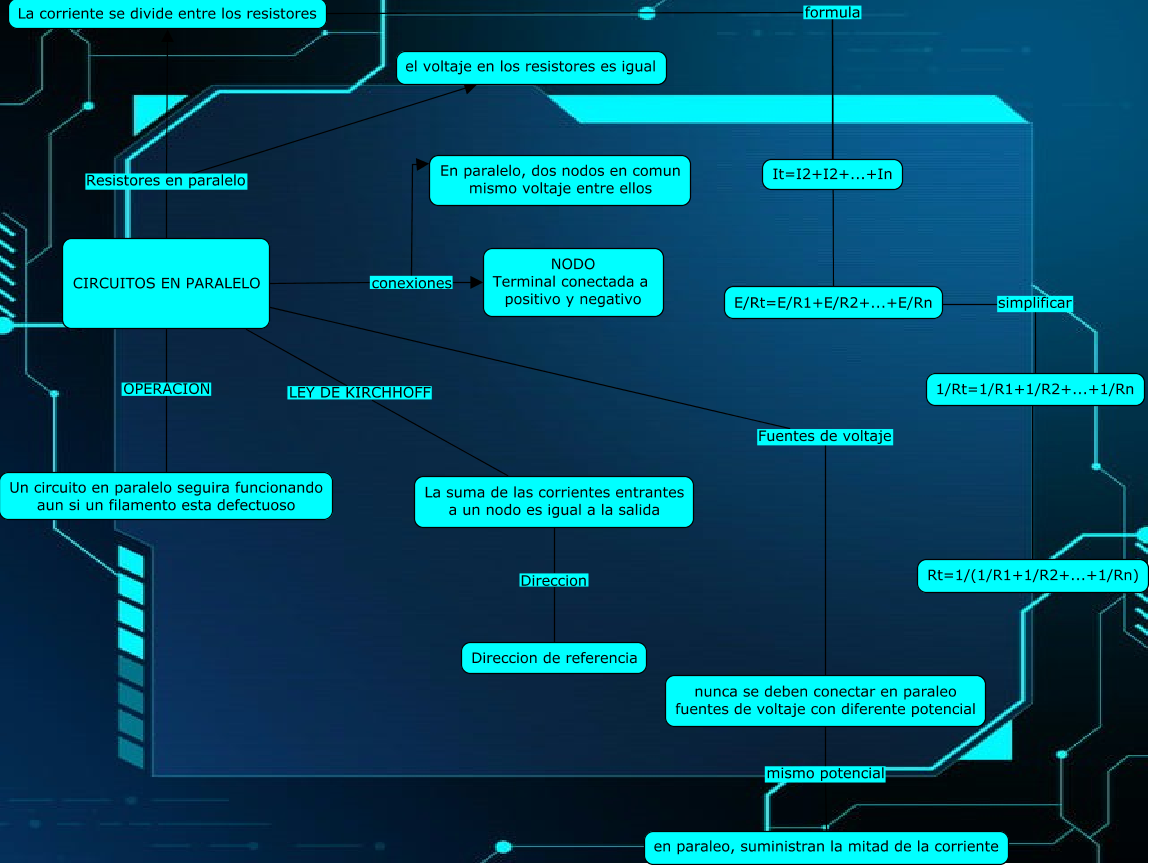 La corriente se divide entre los resistores
formula
el voltaje en los resistores es igual
Resistores en paralelo
En paralelo, dos nodos en comun
mismo voltaje entre ellos
It=I2+I2+...+In
CIRCUITOS EN PARALELO
conexiones
NODO
Terminal conectada a
positivo y negativo
E/Rt=E/R1+E/R2+...+E/Rn
simplificar
OPERACION
LEY DE KIRCHHOFF
1/Rt=1/R1+1/R2+...+1/Rn
Fuentes de voltaje
Un circuito en paralelo seguira funcionando
aun si un filamento esta defectuoso
La suma de las corrientes entrantes
a un nodo es igual a la salida
Direccion
Rt=1/(1/R1+1/R2+...+1/Rn)
Direccion de referencia
nunca se deben conectar en paraleo
fuentes de voltaje con diferente potencial
mismo potencial
en paraleo, suministran la mitad de la corriente